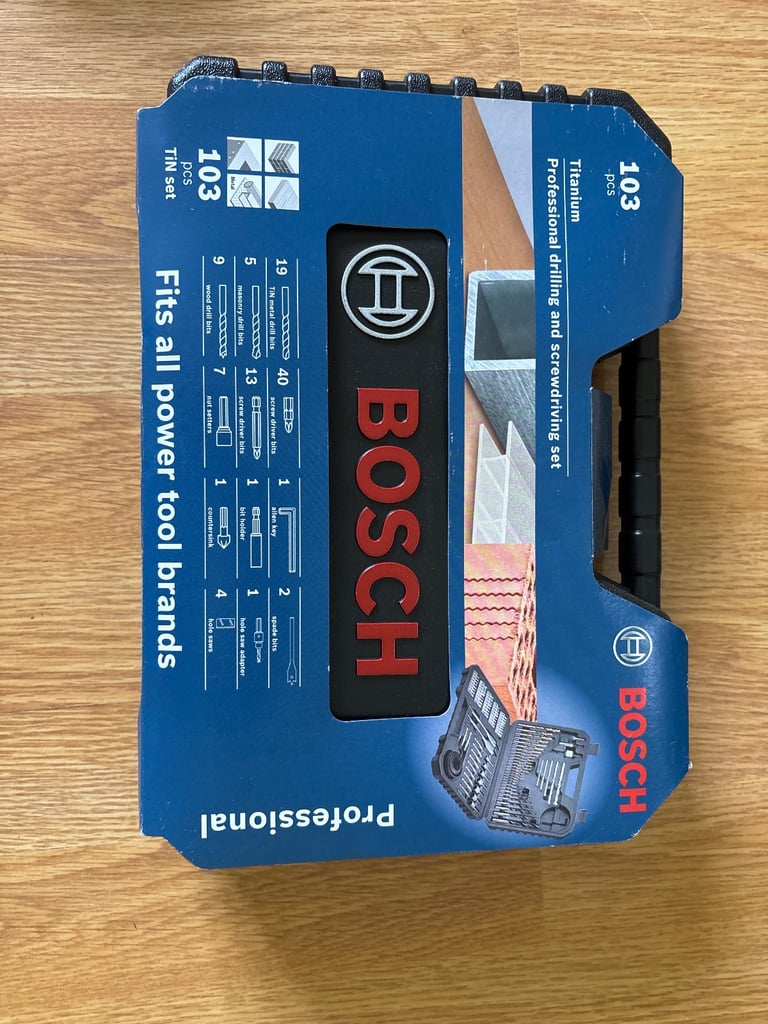 103
-pcs
Titanium
Professional drilling and screwdriving set
BOSCH
BOSCH
Metal
103
pcs
TiN set
19
TiN metal drill bits
40
screw driver bits
1
allen key
2
spade bits
5
masonry drill bits
13
screw driver bits
1
bit holder
1
hole saw adapter
9
wood drill bits
7
nut setters
1
countersink
4
hole saws
Fits all power tool brands
Professional